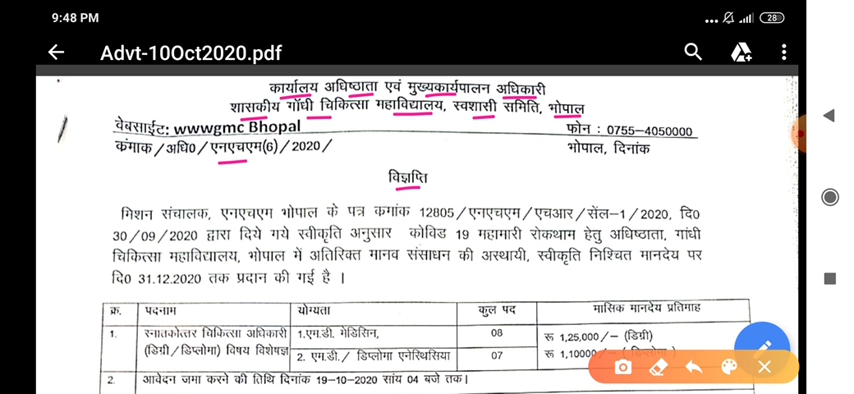 9:48 PM
28
Advt-10Oct2020.pdf
कार्यालय अधिष्ठाता एवं मुख्यकार्यपालन अधिकारी
शासकीय गॉधी चिकित्सा महाविद्यालय, स्वशासी समिति, भोपाल
वेबसाईट: wwwgmc Bhopal फोन : 0755-4050000
कंमाक/अधि0/एनएचएम(6)/2020/ भोपाल, दिनांक
विज्ञप्ति
मिशन संचालक, एनएचएम भोपाल के पत्र कमांक 12805/एनएचएम/एचआर/सेंल-1/2020, दि0
30/09/2020 द्वारा दिये गये स्वीकृति अनुसार कोविड 19 महामारी रोकथाम हेतु अधिष्ठाता, गांधी
चिकित्सा महाविद्यालय, भोपाल में अतिरिक्त मानव संसाधन की अस्थायी, स्वीकृति निश्चित मानदेय पर
दि0 31.12.2020 तक प्रदान की गई है ।
क्र. पदनाम योग्यता कुल पद मासिक मानदेय प्रतिमाह
1. स्नातकोत्तर चिकित्सा अधिकारी 1.एम.डी. मेडिसिन, 08 रू 1,25,000/- (डिग्री)
(डिग्री/डिप्लोमा) विषय विशेषज्ञ 2. एम.डी./ डिप्लोमा एनेस्थिसिया 07 रू 1,10000/- ( डिप्लोमा )
2. आवेदन जमा करने की तिथि दिनांक 19-10-2020 सांय 04 बजे तक।